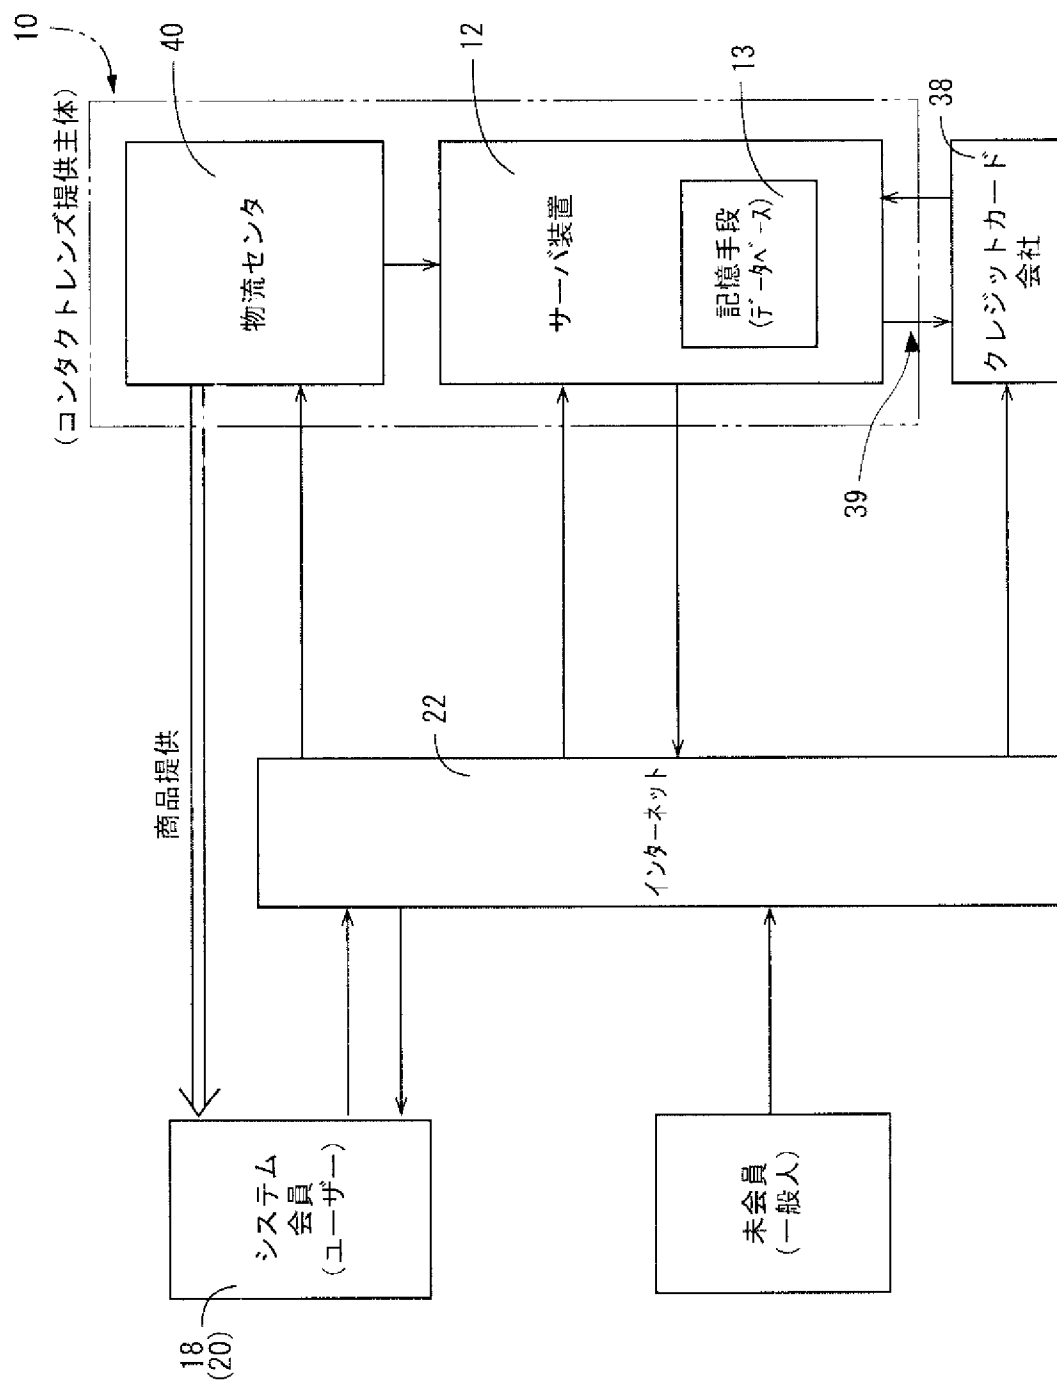 10
(コンタクトレンズ提供主体)
40
物流センタ
12
サーバ装置
13
記憶手段
(データベース)
38
クレジットカード
会社
39
商品提供
22
インターネット
システム
会員
(ユーザー)
18
(20)
未会員
(一般人)